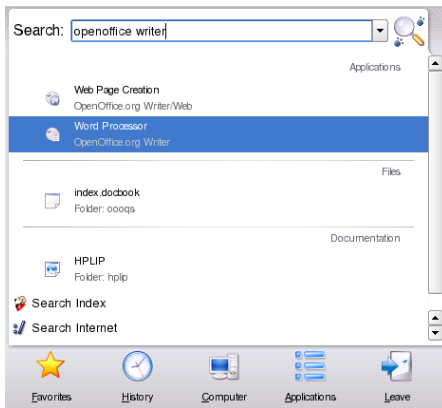 Search: openoffice writer
Applications
Web Page Creation
OpenOffice.org Writer/Web
Word Processor
OpenOffice.org Writer
Files
index.docbook
Folder: oooqs
Documentation
HPLIP
Folder: hplip
Search Index
Search Internet
Favorites History Computer Applications Leave